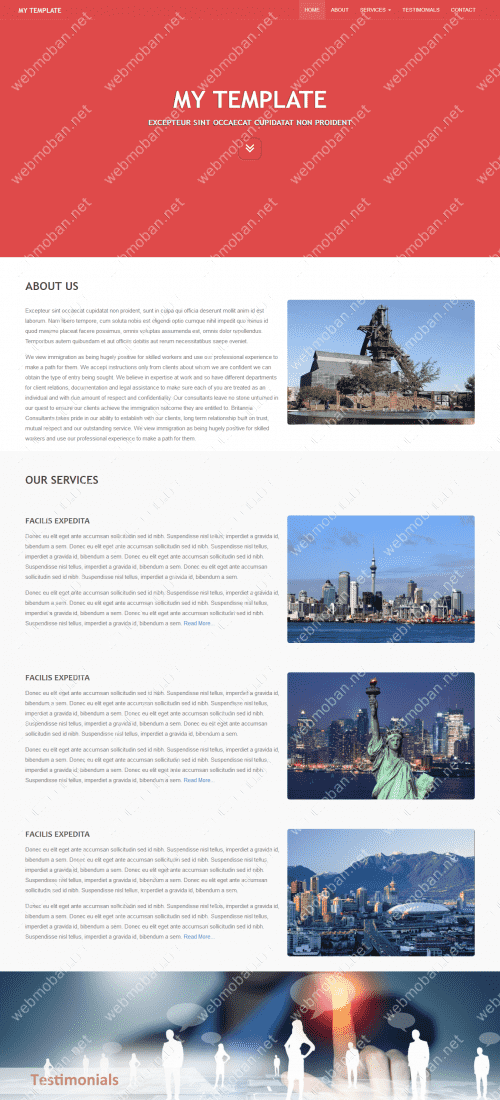 MY TEMPLATE
HOME ABOUT SERVICES TESTIMONIALS CONTACT
MY TEMPLATE
EXCEPTEUR SINT OCCAECAT CUPIDATAT NON PROIDENT
ABOUT US
Excepteur sint occaecat cupidatat non proident, sunt in culpa qui officia deserunt mollit anim id est
laborum. Nam libero tempore, cum soluta nobis est eligendi optio cumque nihil impedit quo minus id
quod maxime placeat facere possimus, omnis voluptas assumenda est, omnis dolor repellendus.
Temporibus autem quibusdam et aut officiis debitis aut rerum necessitatibus saepe eveniet.
We view immigration as being hugely positive for skilled workers and use our professional experience to
make a path for them. We accept instructions only from clients about whom we are confident we can
obtain the type of entry being sought. We believe in expertise at work and so have different departments
for client relations, documentation and legal assistance to make sure each of you are treated as an
individual and with due amount of respect and confidentiality. Our consultants leave no stone unturned in
our quest to ensure our clients achieve the immigration outcome they are entitled to. Britannia
Consultants takes pride in our ability to establish with our clients, long term relationship built on trust,
mutual respect and our outstanding service. We view immigration as being hugely positive for skilled
workers and use our professional experience to make a path for them.
OUR SERVICES
FACILIS EXPEDITA
Donec eu elit eget ante accumsan sollicitudin sed id nibh. Suspendisse nisl tellus, imperdiet a gravida id,
bibendum a sem. Donec eu elit eget ante accumsan sollicitudin sed id nibh. Suspendisse nisl tellus,
imperdiet a gravida id, bibendum a sem. Donec eu elit eget ante accumsan sollicitudin sed id nibh.
Suspendisse nisl tellus, imperdiet a gravida id, bibendum a sem. Donec eu elit eget ante accumsan
sollicitudin sed id nibh. Suspendisse nisl tellus, imperdiet a gravida id, bibendum a sem.
Donec eu elit eget ante accumsan sollicitudin sed id nibh. Suspendisse nisl tellus, imperdiet a gravida id,
bibendum a sem. Donec eu elit eget ante accumsan sollicitudin sed id nibh. Suspendisse nisl tellus,
imperdiet a gravida id, bibendum a sem. Donec eu elit eget ante accumsan sollicitudin sed id nibh.
Suspendisse nisl tellus, imperdiet a gravida id, bibendum a sem. Read More...
FACILIS EXPEDITA
Donec eu elit eget ante accumsan sollicitudin sed id nibh. Suspendisse nisl tellus, imperdiet a gravida id,
bibendum a sem. Donec eu elit eget ante accumsan sollicitudin sed id nibh. Suspendisse nisl tellus,
imperdiet a gravida id, bibendum a sem. Donec eu elit eget ante accumsan sollicitudin sed id nibh.
Suspendisse nisl tellus, imperdiet a gravida id, bibendum a sem. Donec eu elit eget ante accumsan
sollicitudin sed id nibh. Suspendisse nisl tellus, imperdiet a gravida id, bibendum a sem.
Donec eu elit eget ante accumsan sollicitudin sed id nibh. Suspendisse nisl tellus, imperdiet a gravida id,
bibendum a sem. Donec eu elit eget ante accumsan sollicitudin sed id nibh. Suspendisse nisl tellus,
imperdiet a gravida id, bibendum a sem. Donec eu elit eget ante accumsan sollicitudin sed id nibh.
Suspendisse nisl tellus, imperdiet a gravida id, bibendum a sem. Read More...
FACILIS EXPEDITA
Donec eu elit eget ante accumsan sollicitudin sed id nibh. Suspendisse nisl tellus, imperdiet a gravida id,
bibendum a sem. Donec eu elit eget ante accumsan sollicitudin sed id nibh. Suspendisse nisl tellus,
imperdiet a gravida id, bibendum a sem. Donec eu elit eget ante accumsan sollicitudin sed id nibh.
Suspendisse nisl tellus, imperdiet a gravida id, bibendum a sem. Donec eu elit eget ante accumsan
sollicitudin sed id nibh. Suspendisse nisl tellus, imperdiet a gravida id, bibendum a sem.
Donec eu elit eget ante accumsan sollicitudin sed id nibh. Suspendisse nisl tellus, imperdiet a gravida id,
bibendum a sem. Donec eu elit eget ante accumsan sollicitudin sed id nibh. Suspendisse nisl tellus,
imperdiet a gravida id, bibendum a sem. Donec eu elit eget ante accumsan sollicitudin sed id nibh.
Suspendisse nisl tellus, imperdiet a gravida id, bibendum a sem. Read More...
Testimonials
webmoban.net